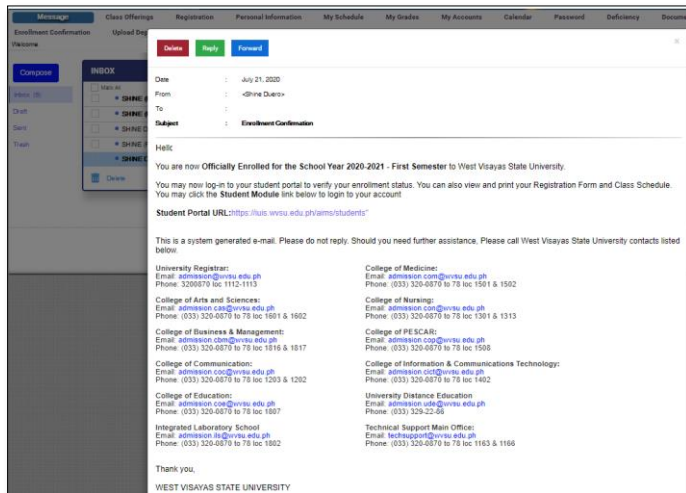 Message Class Offerings Registration Personal Information My Schedule My Grades My Accounts Calendar Password Deficiency
Enrollment Confirmation
Welcome
Compose
Inbox (5)
Draft
Sent
Trash
INBOX
SHINE
SHINE
SHINE
SHINE
SHINE
Delete
×
Delete Reply Forward
Date : July 21, 2020
From : <Shine Duero>
To :
Subject : Enrollment Confirmation
Hello
You are now Officially Enrolled for the School Year 2020-2021 - First Semester to West Visayas State University.
You may now log-in to your student portal to verify your enrollment status. You can also view and print your Registration Form and Class Schedule.
You may click the Student Module link below to login to your account
Student Portal URL:https://iuis.wvsu.edu.ph/aims/students"
This is a system generated e-mail. Please do not reply. Should you need further assistance, Please call West Visayas State University contacts listed
below.
University Registrar:
Email: admission@wvsu.edu.ph
Phone: 3200870 loc 1112-1113
College of Arts and Sciences:
Email: admission.cas@wvsu.edu.ph
Phone: (033) 320-0870 to 78 loc 1601 & 1602
College of Business & Management:
Email: admission.cbm@wvsu.edu.ph
Phone: (033) 320-0870 to 78 loc 1816 & 1817
College of Communication:
Email: admission.coc@wvsu.edu.ph
Phone: (033) 320-0870 to 78 loc 1203 & 1202
College of Education:
Email: admission.coe@wvsu.edu.ph
Phone: (033) 320-0870 to 78 loc 1807
Integrated Laboratory School
Email: admission.ils@wvsu.edu.ph
Phone: (033) 320-0870 to 78 loc 1802
College of Medicine:
Email: admission.com@wvsu.edu.ph
Phone: (033) 320-0870 to 78 loc 1501 & 1502
College of Nursing:
Email: admission.con@wvsu.edu.ph
Phone: (033) 320-0870 to 78 loc 1301 & 1313
College of PESCAR:
Email: admission.cop@wvsu.edu.ph
Phone: (033) 320-0870 to 78 loc 1508
College of Information & Communications Technology:
Email: admission.cict@wvsu.edu.ph
Phone: (033) 320-0870 to 78 loc 1402
University Distance Education
Email: admission.ude@wvsu.edu.ph
Phone: (033) 329-22-66
Technical Support Main Office:
Email: techsupport@wvsu.edu.ph
Phone: (033) 320-0870 to 78 loc 1163 & 1166
Thank you,
WEST VISAYAS STATE UNIVERSITY